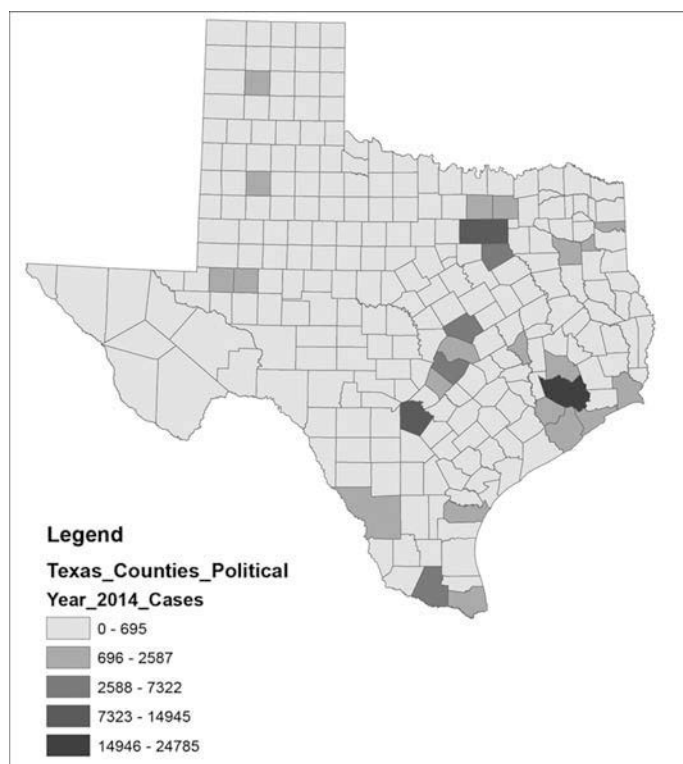 Legend
Texas_Counties_Political
Year_2014_Cases
0 - 695
696 - 2587
2588 - 7322
7323 - 14945
14946 - 24785